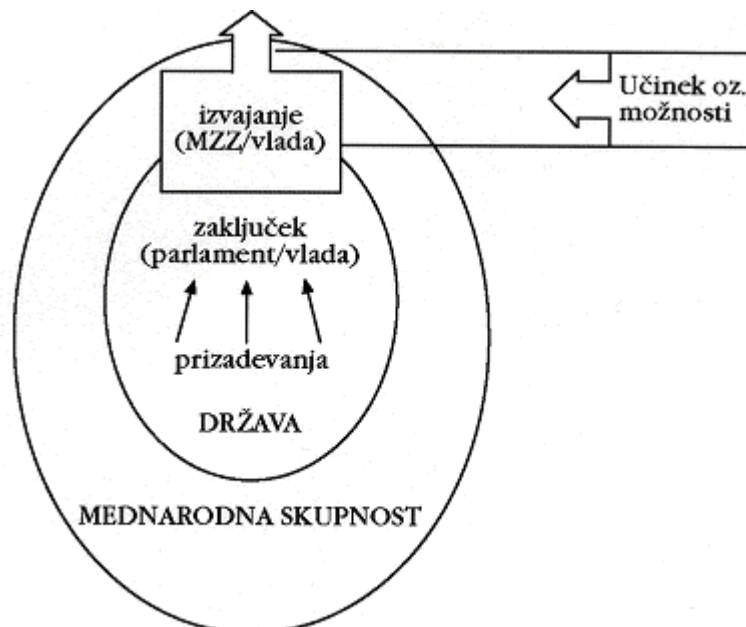 izvajanje
(MZZ/vlada)
Učinek oz.
možnosti
zaključek
(parlament/vlada)
prizadevanja
DRŽAVA
MEDNARODNA SKUPNOST